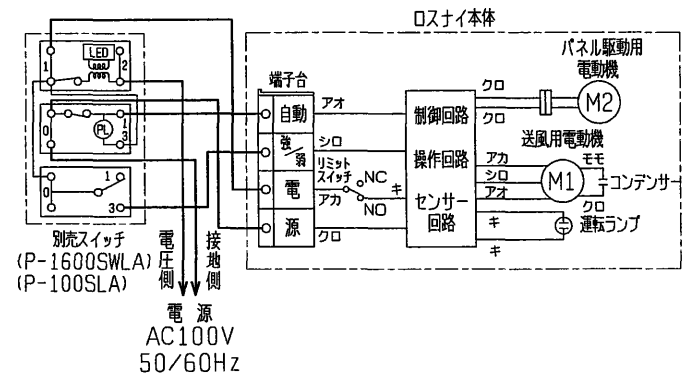 ロスナイ本体
LED
1
2
0
PL
1
3
0
1
3
別売スイッチ
(P-1600SWLA)
(P-100SLA)
電圧側
接地側
電 源
AC100V
50/60Hz
端子台
自動
強/弱
電
源
アオ
シロ
リミットスイッチ
アカ
クロ
NC
NO
キ
制御回路
操作回路
センサー回路
クロ
クロ
パネル駆動用
電動機
M2
送風用電動機
アカ
シロ
アオ
M1
モモ
クロ
コンデンサー
キ
キ
運転ランプ